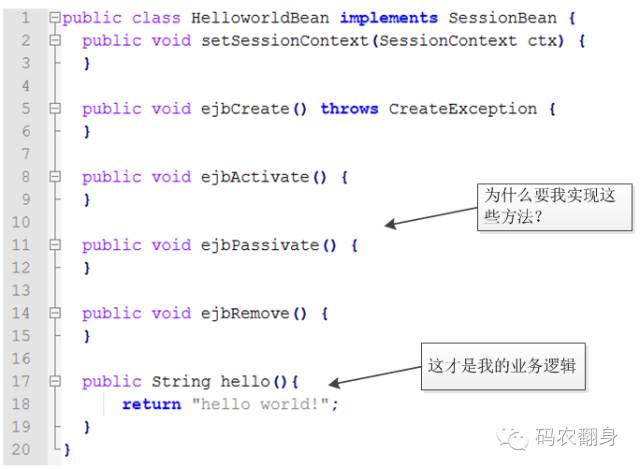 1 public class HelloworldBean implements SessionBean {
2 public void setSessionContext(SessionContext ctx) {
3 }
4
5 public void ejbCreate() throws CreateException {
6 }
7
8 public void ejbActivate() {
9 }
10
11 public void ejbPassivate() {
12 }
13
14 public void ejbRemove() {
15 }
16
17 public String hello(){
18 return "hello world!";
19 }
20 }
为什么要我实现这
些方法?
这才是我的业务逻辑
码农翻身